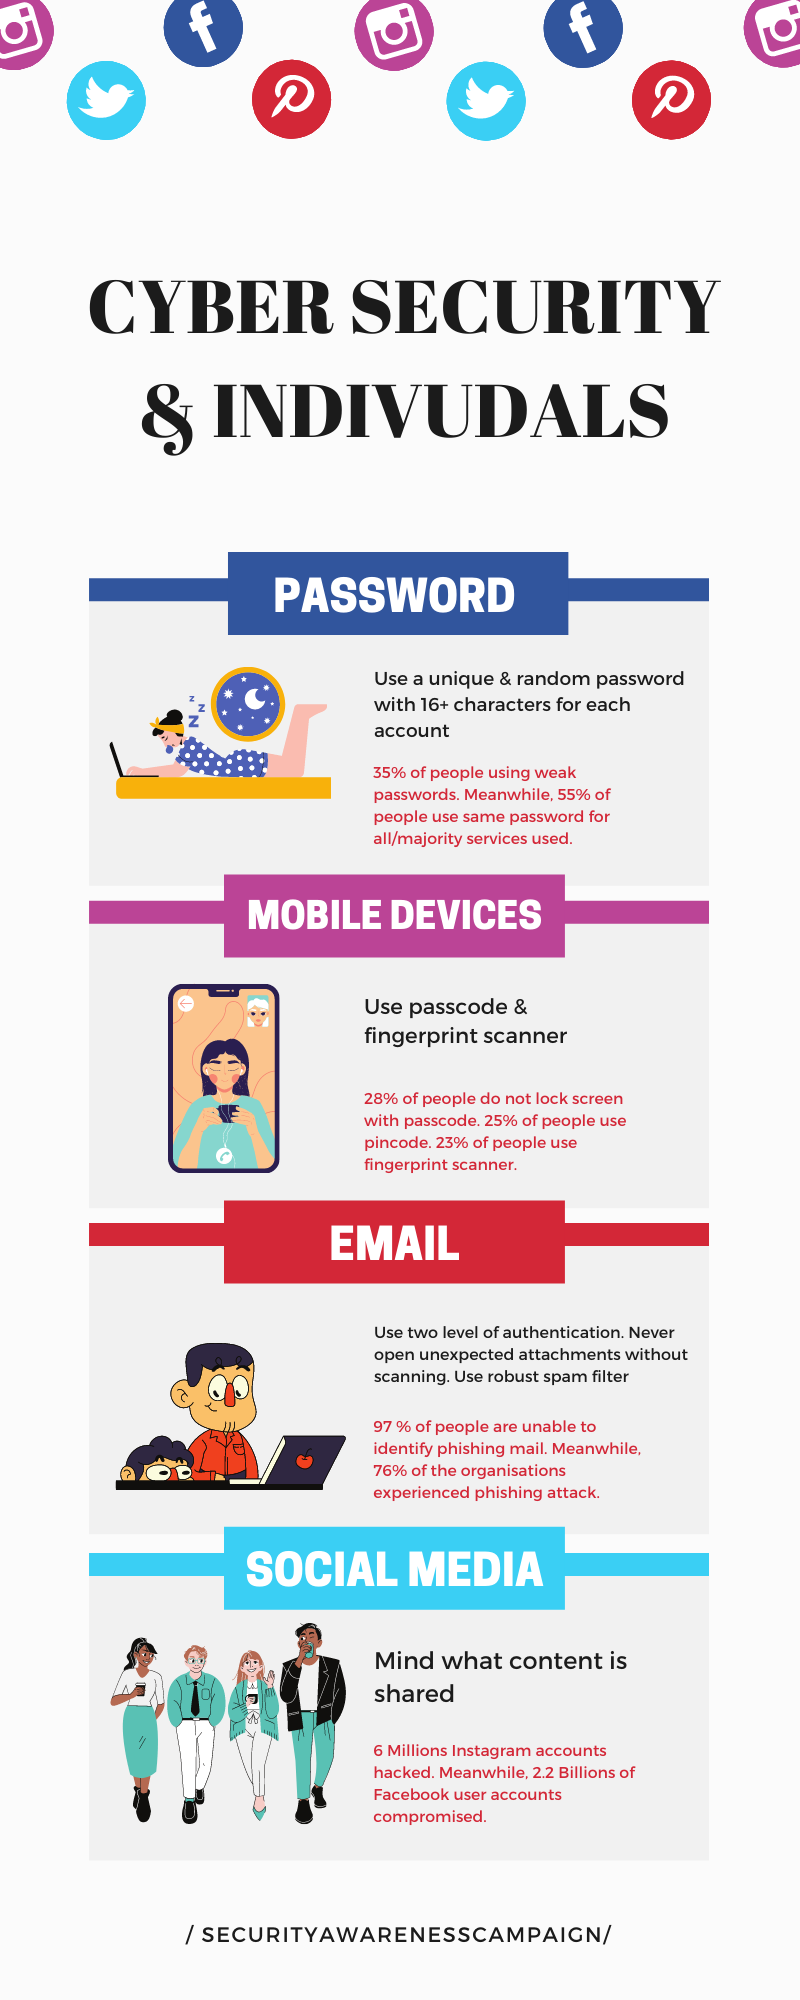 CYBER SECURITY
& INDIVUDALS
PASSWORD
z
z
z
Use a unique & random password
with 16+ characters for each
account
35% of people using weak
passwords. Meanwhile, 55% of
people use same password for
all/majority services used.
MOBILE DEVICES
Use passcode &
fingerprint scanner
28% of people do not lock screen
with passcode. 25% of people use
pincode. 23% of people use
fingerprint scanner.
EMAIL
Use two level of authentication. Never
open unexpected attachments without
scanning. Use robust spam filter
97 % of people are unable to
identify phishing mail. Meanwhile,
76% of the organisations
experienced phishing attack.
SOCIAL MEDIA
Mind what content is
shared
6 Millions Instagram accounts
hacked. Meanwhile, 2.2 Billions of
Facebook user accounts
compromised.
/ SECURITYAWARENESSCAMPAIGN/